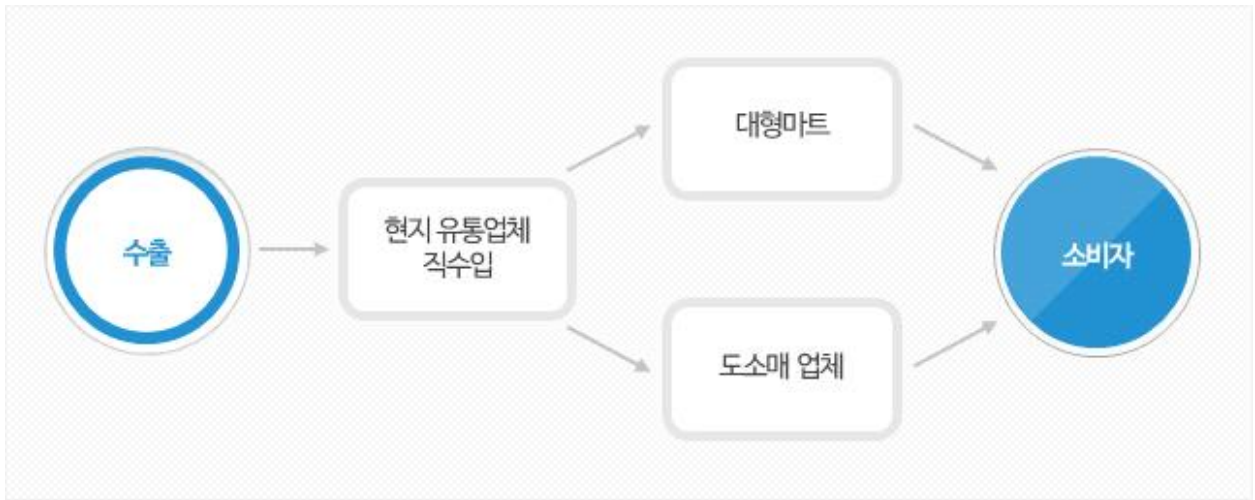 수출
현지 유통업체
직수입
대형마트
도소매 업체
소비자